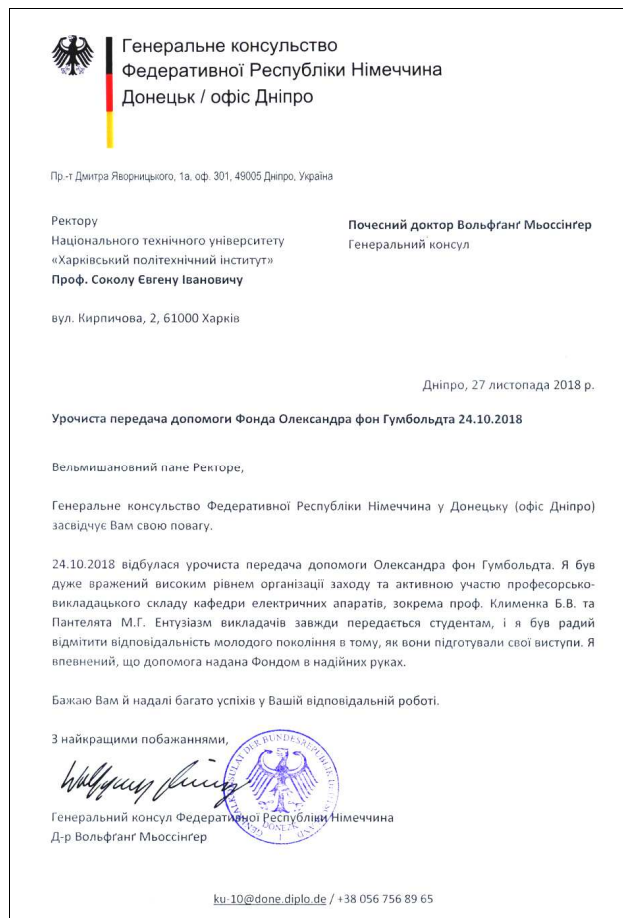 Генеральне консульство
Федеративної Республіки Німеччина
Донецьк / офіс Дніпро
Пр.-т Дмитра Яворницького, 1а, оф. 301, 49005 Дніпро, Україна
Ректору
Національного технічного університету
«Харківський політехнічний інститут»
Проф. Соколу Євгену Івановичу
вул. Кирпичова, 2, 61000 Харків
Почесний доктор Вольфґанґ Мьоссінґер
Генеральний консул
Дніпро, 27 листопада 2018 р.
Урочиста передача допомоги Фонда Олександра фон Гумбольдта 24.10.2018
Вельмишановний пане Ректоре,
Генеральне консульство Федеративної Республіки Німеччина у Донецьку (офіс Дніпро)
засвідчує Вам свою повагу.
24.10.2018 відбулася урочиста передача допомоги Олександра фон Гумбольдта. Я був
дуже вражений високим рівнем організації заходу та активною участю професорсько-
викладацького складу кафедри електричних апаратів, зокрема проф. Клименка Б.В. та
Пантелята М.Г. Ентузіазм викладачів завжди передається студентам, і я був радий
відмітити відповідальність молодого покоління в тому, як вони підготували свої виступи. Я
впевнений, що допомога надана Фондом в надійних руках.
Бажаю Вам й надалі багато успіхів у Вашій відповідальній роботі.
З найкращими побажаннями,
GENERALKONSULAT DER BUNDESREPUBLIK DEUTSCHLAND
DONEZK
1
Генеральний консул Федеративної Республіки Німеччина
Д-р Вольфґанґ Мьоссінґер
ku-10@done.diplo.de / +38 056 756 89 65